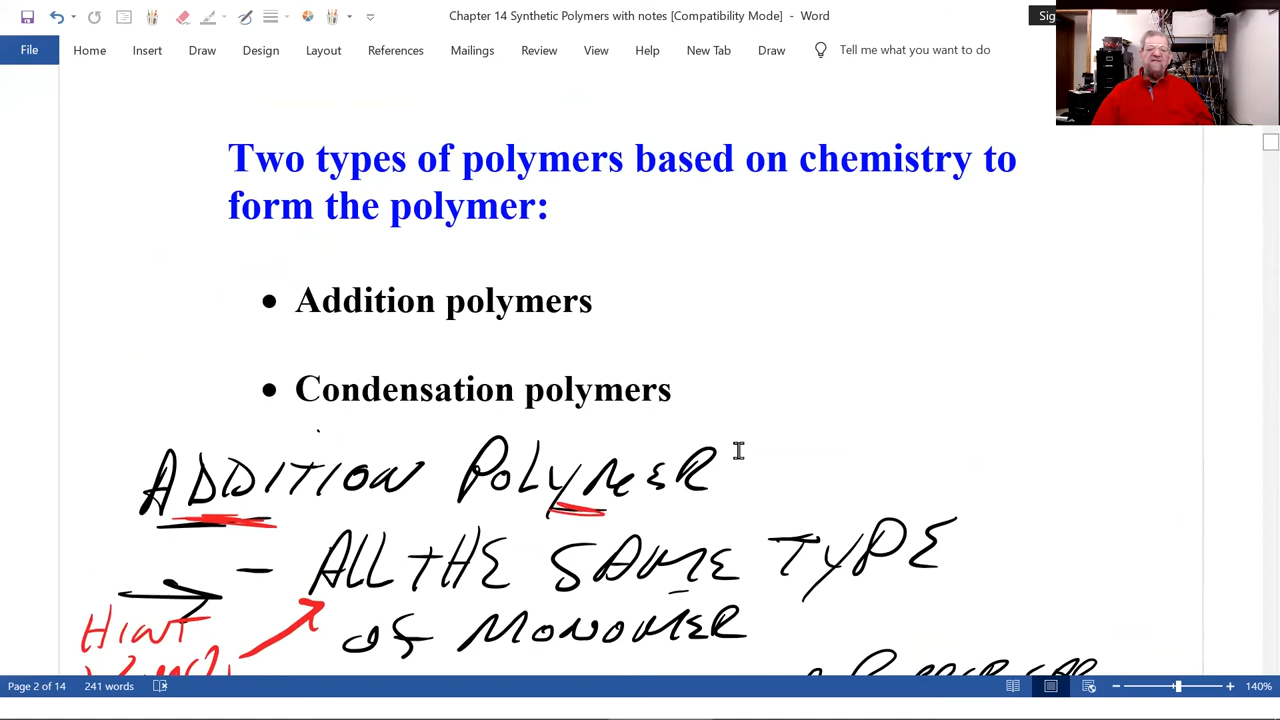 Chapter 14 Synthetic Polymers with notes [Compatibility Mode] - Word
Sig
File Home Insert Draw Design Layout References Mailings Review View Help New Tab Draw Tell me what you want to do
Two types of polymers based on chemistry to
form the polymer:
• Addition polymers
• Condensation polymers
ADDITION POLYMER
- ALL THE SAME TYPE
OF MONOMER
HINT
Page 2 of 14 241 words 140%